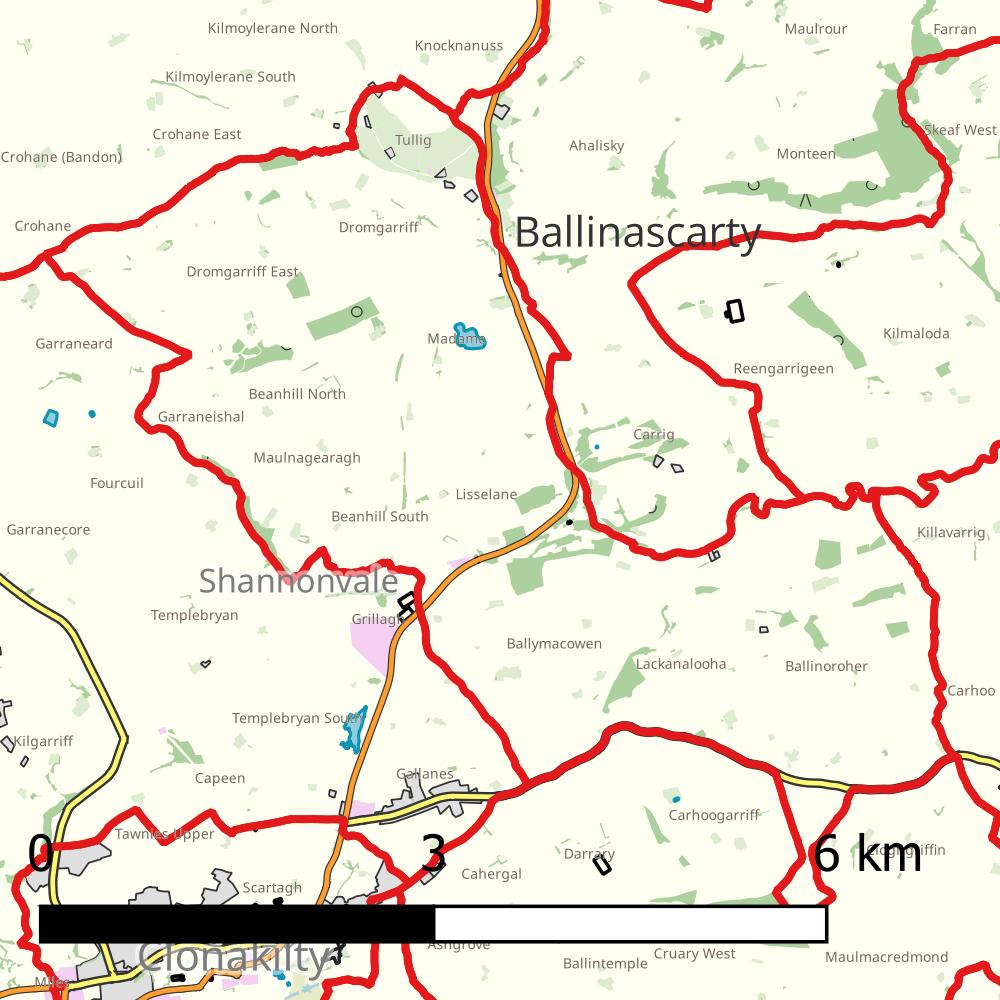 Kilmoylerane North
Maulrour
Farran
Knocknanuss
Kilmoylerane South
Crohane East
Tullig
Skeaf West
Ahalisky
Monteen
Crohane (Bandon)
Crohane
Dromgarriff
Ballinascarty
Dromgarriff East
Garraneard
Madame
Kilmaloda
Reengarrigeen
Beanhill North
Garraneishal
Carrig
Maulnagearagh
Fourcuil
Lisselane
Beanhill South
Garranecore
Killavarrig
Shannonvale
Templebryan
Grillagh
Ballymacowen
Lackanalooha
Ballinoroher
Carhoo
Templebryan South
Kilgarriff
Capeen
Gallanes
Carhoogarriff
Tawnies Upper
0
3
6 km
Darrary
Cahergal
Scartagh
Ashgrove
Clonakilty
Ballintemple
Cruary West
Maulmacredmond
Miles